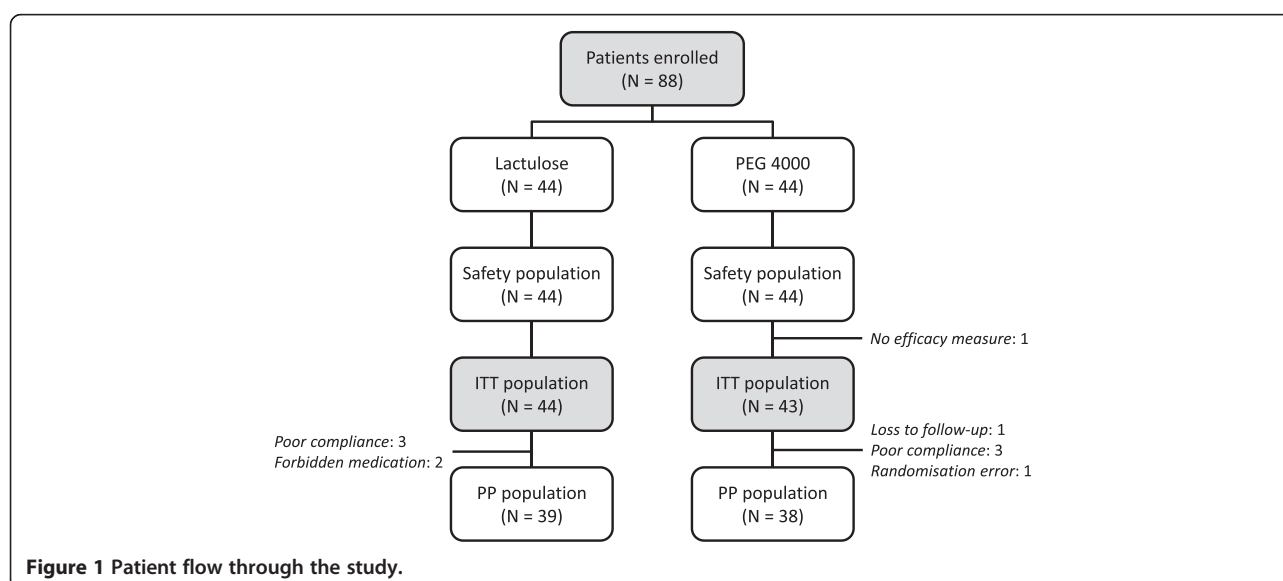 Patients enrolled
(N = 88)
Lactulose
(N = 44)
PEG 4000
(N = 44)
Safety population
(N = 44)
Safety population
(N = 44)
No efficacy measure: 1
ITT population
(N = 44)
ITT population
(N = 43)
Poor compliance: 3
Forbidden medication: 2
Loss to follow-up: 1
Poor compliance: 3
Randomisation error: 1
PP population
(N = 39)
PP population
(N = 38)
Figure 1 Patient flow through the study.